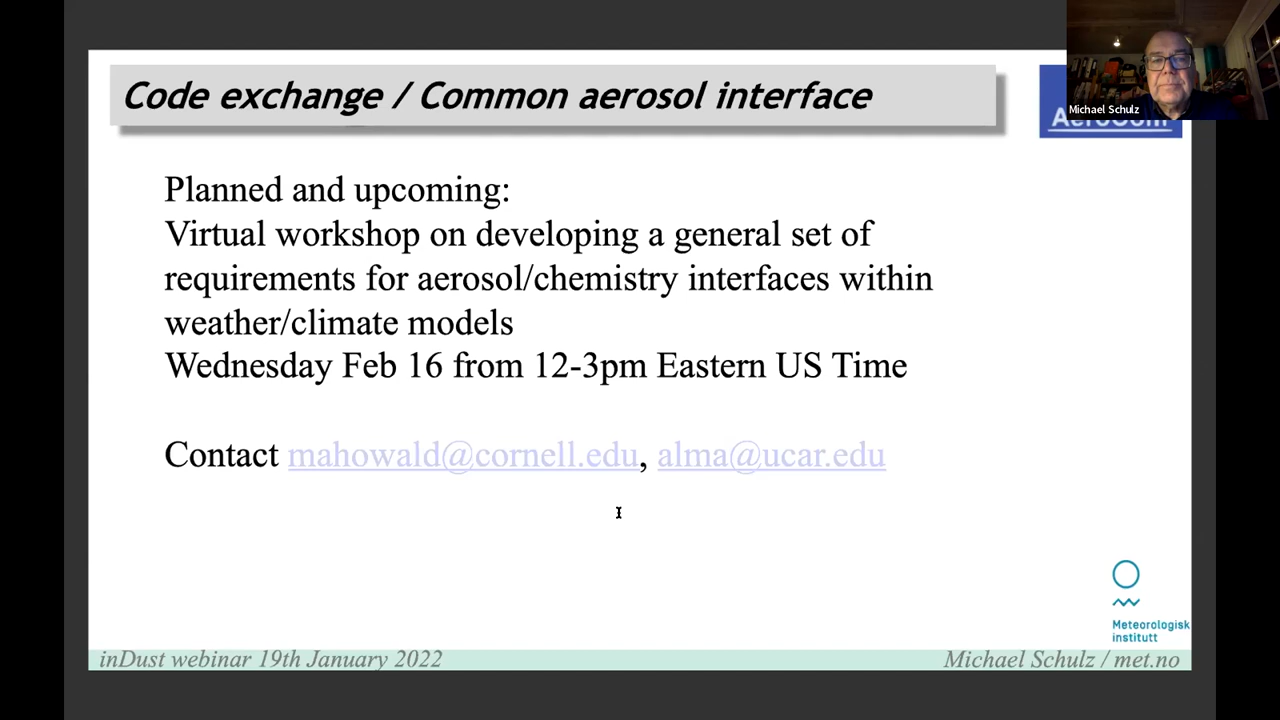 Code exchange / Common aerosol interface
Michael Schulz
AeroCom
Planned and upcoming:
Virtual workshop on developing a general set of
requirements for aerosol/chemistry interfaces within
weather/climate models
Wednesday Feb 16 from 12-3pm Eastern US Time
Contact mahowald@cornell.edu, alma@ucar.edu
Meteorologisk
institutt
inDust webinar 19th January 2022
Michael Schulz / met.no